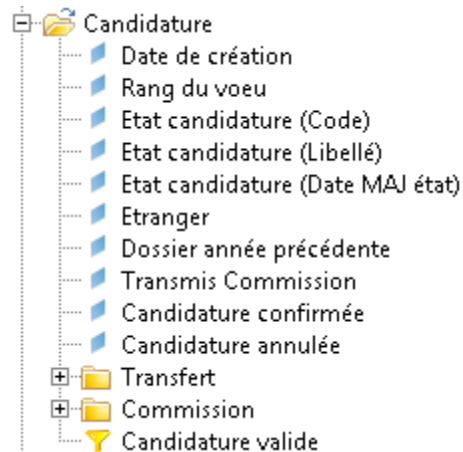 Candidature
Date de création
Rang du voeu
Etat candidature (Code)
Etat candidature (Libellé)
Etat candidature (Date MAJ état)
Etranger
Dossier année précédente
Transmis Commission
Candidature confirmée
Candidature annulée
Transfert
Commission
Candidature valide